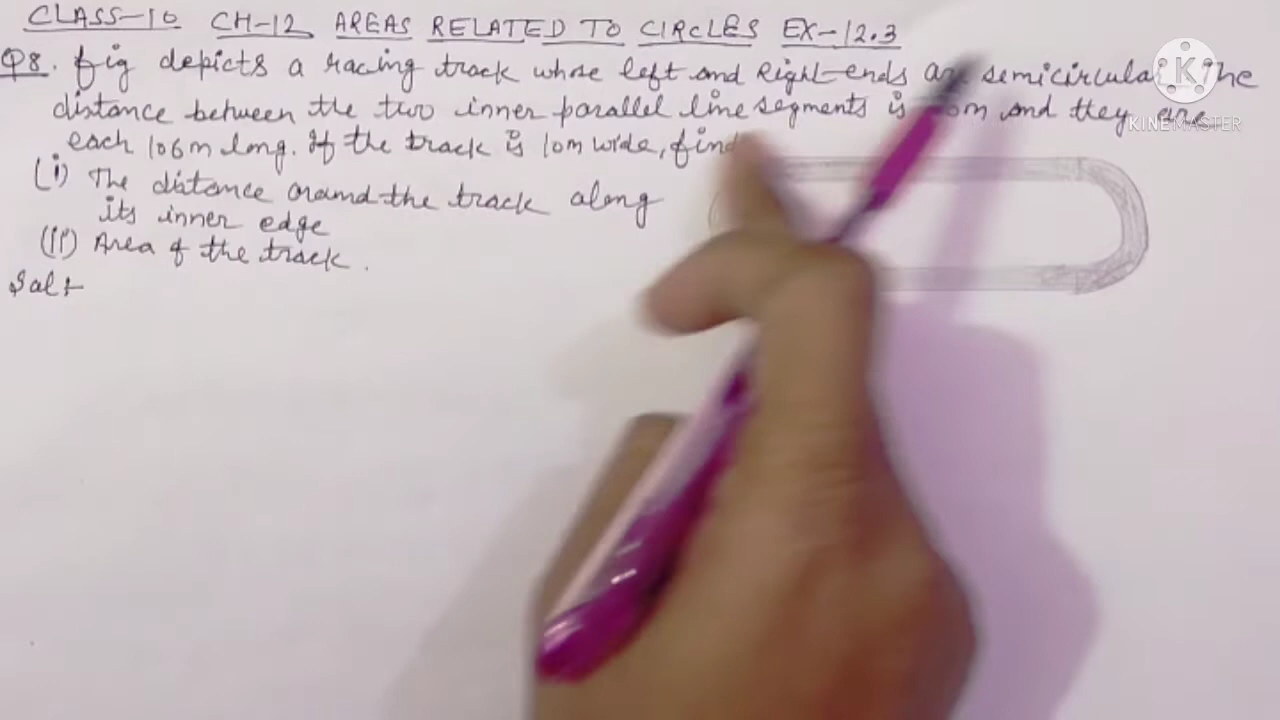 CLASS-10 CH-12 AREAS RELATED TO CIRCLES EX-12.3
Q8. fig depicts a racing track whose left and Right ends are semicircular The
distance between the two inner parallel line segments is m and they are
each 106m long. If the track is 10m wide, find
(i) The distance around the track along
its inner edge
(ii) Area of the track.
Sol+
K
KINEMASTER